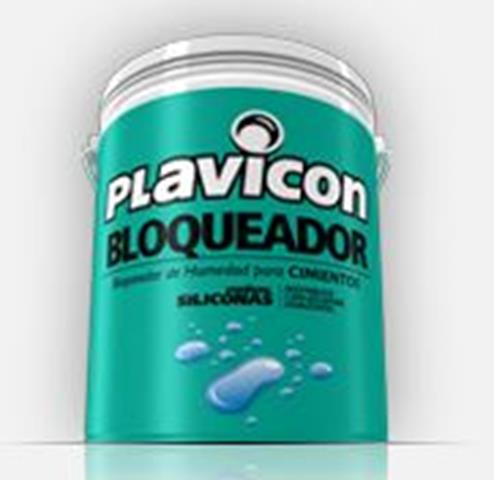 PLavicon
BLOQUEADOR
Bloqueador de Humedad para CIMIENTOS
SILICONAS